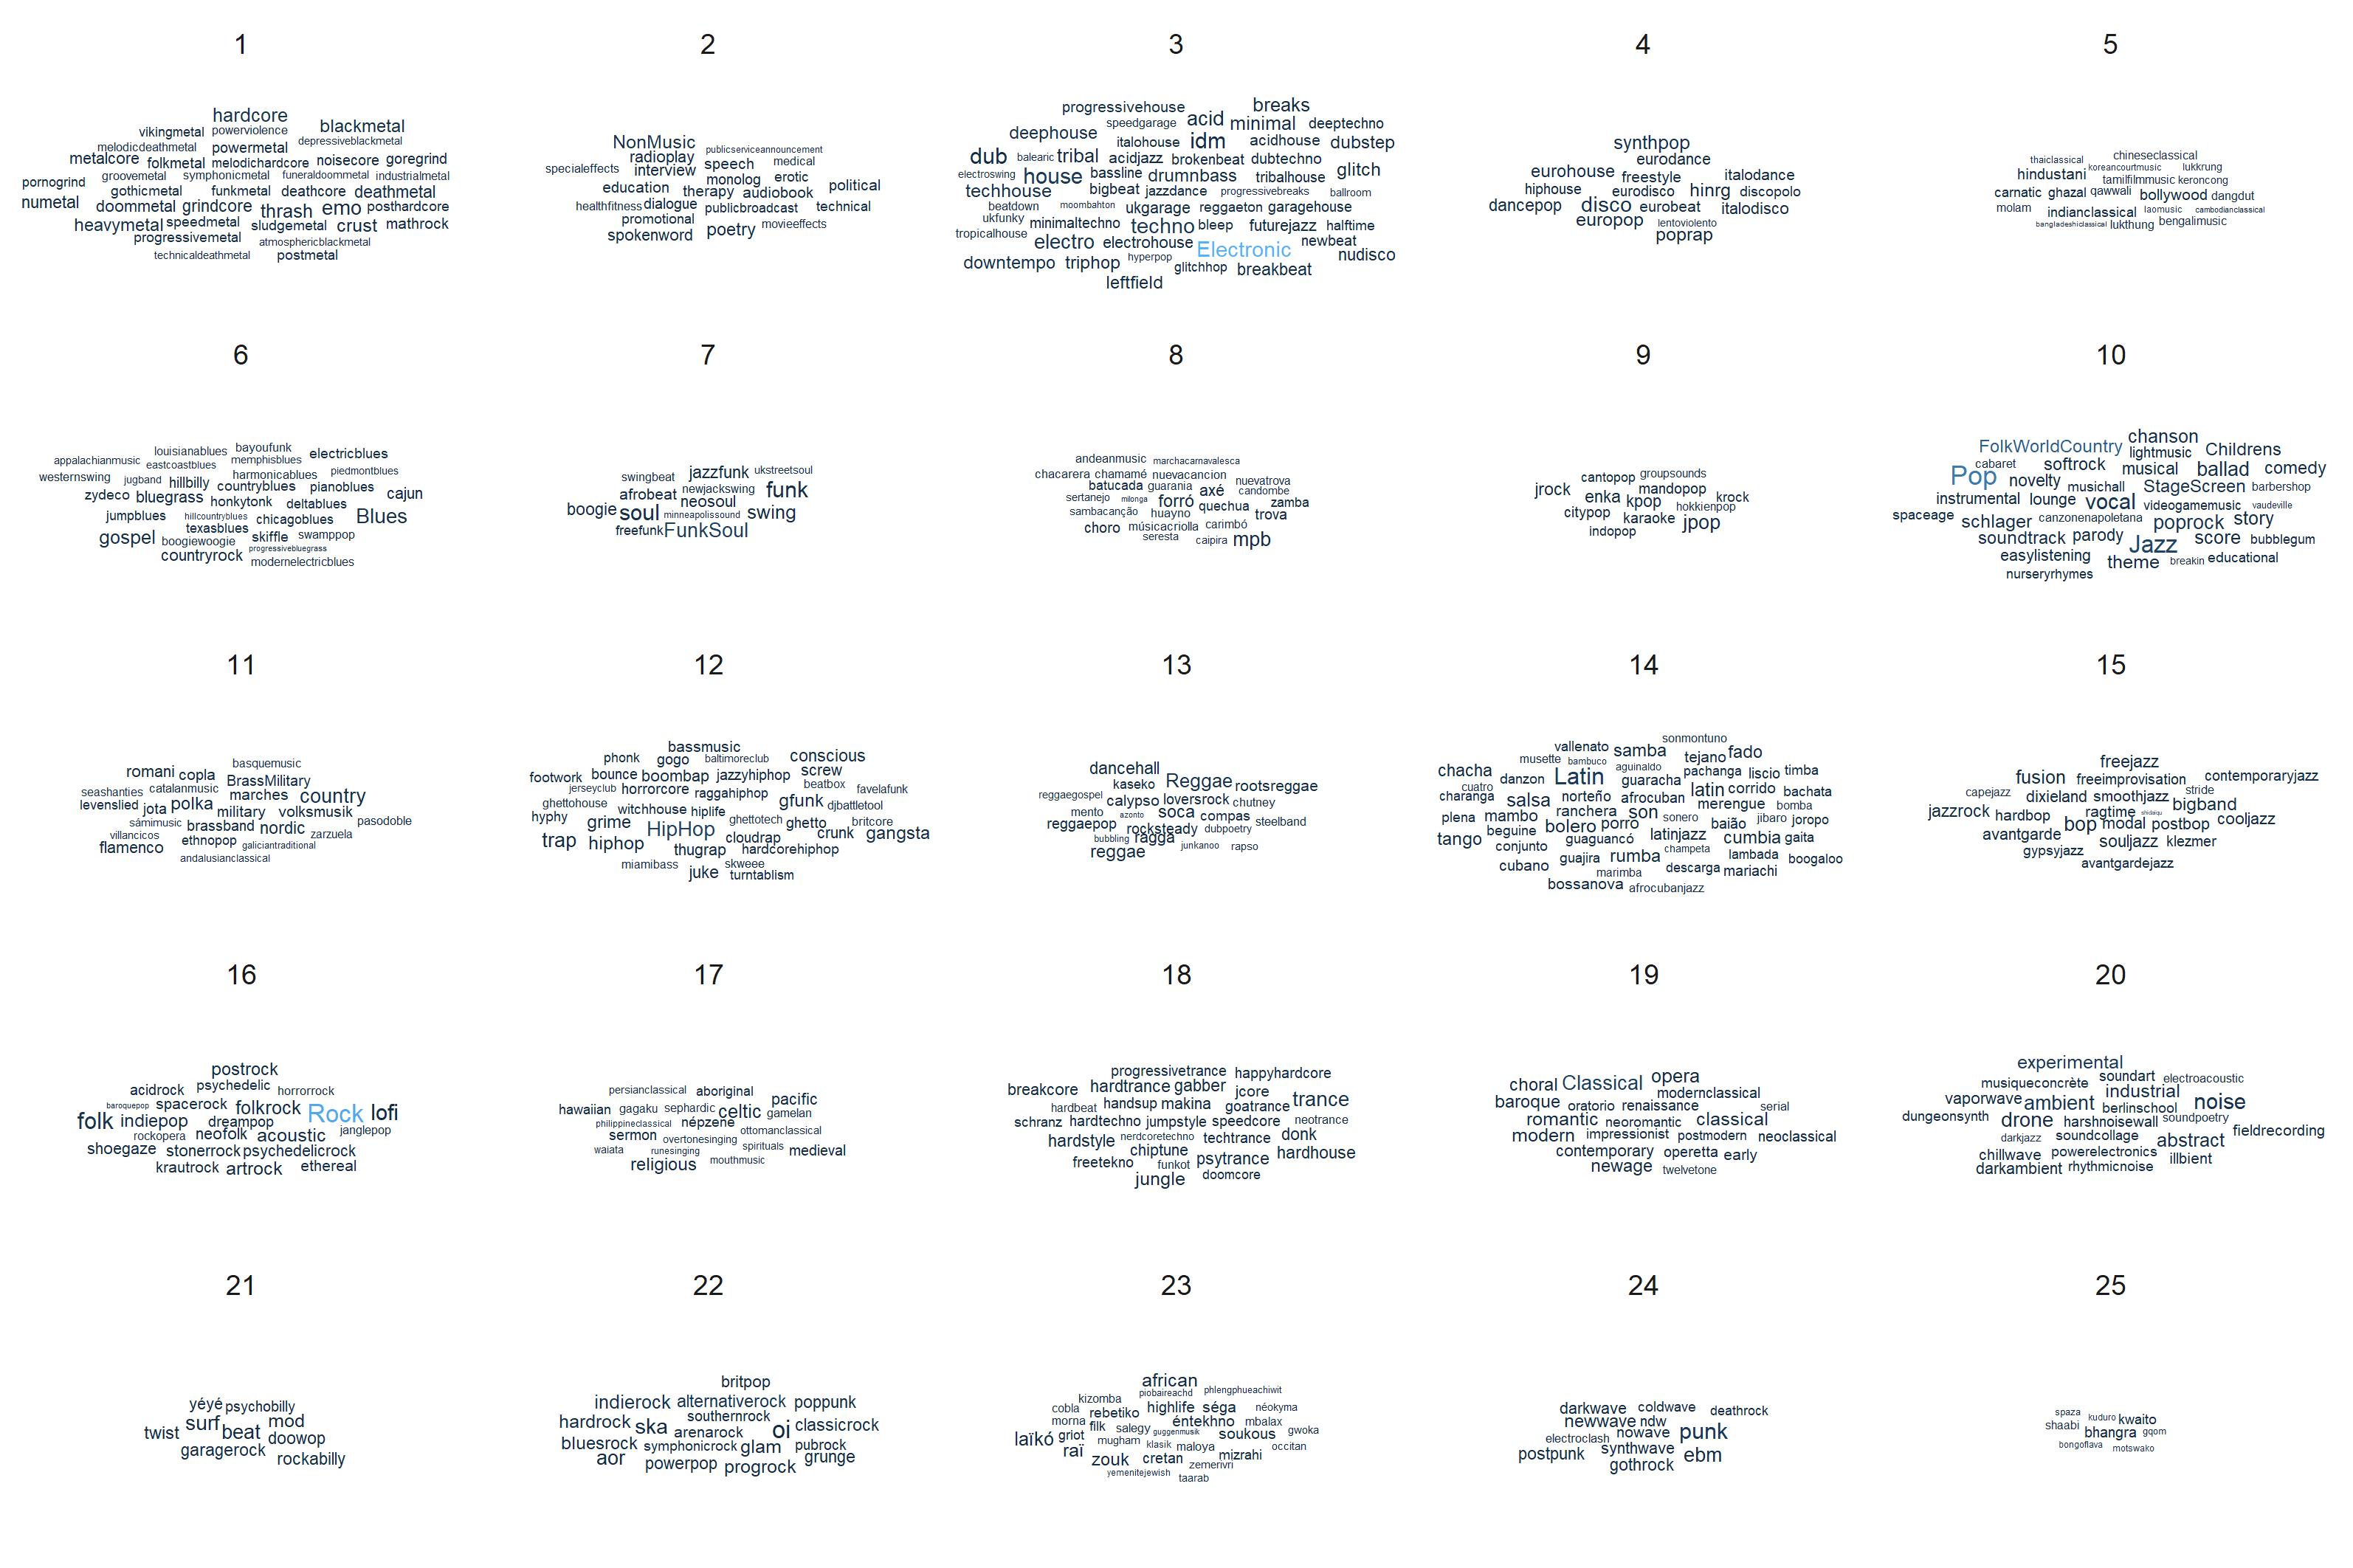 1
hardcore
vikingmetal powerviolence blackmetal
melodicdeathmetal powermetal depressiveblackmetal
metalcore folkmetal melodichardcore noisecore goregrind
pornogrind groovemetal symphonicmetal funeraldoommetal industrialmetal
gothicmetal funkmetal deathcore deathmetal
numetal doommetal grindcore thrash emo posthardcore
heavymetal speedmetal sludgemetal crust mathrock
progressivemetal atmosphericblackmetal
technicaldeathmetal postmetal
2
NonMusic publicserviceannouncement
radioplay speech medical
specialeffects interview monolog erotic
education therapy audiobook political
healthfitness dialogue publicbroadcast technical
promotional poetry movieeffects
spokenword
3
progressivehouse acid breaks
speedgarage minimal deeptechno
deephouse italohouse idm acidhouse dubstep
dub balearic tribal acidjazz brokenbeat dubtechno glitch
electroswing house bassline drumnbass tribalhouse
techhouse bigbeat jazzdance progressivebreaks ballroom
beatdown moombahton ukgarage reggaeton garagehouse
ukfunky minimaltechno techno bleep futurejazz halftime
tropicalhouse electro electrohouse Electronic newbeat
downtempo triphop hyperpop glitchhop breakbeat nudisco
leftfield
4
synthpop
eurodance
eurohouse freestyle italodance
hiphouse eurodisco hinrg discopolo
dancepop disco eurobeat italodisco
europop lentoviolento
poprap
5
thaiclassical chineseclassical
hindustani koreancourtmusic lukkrung
tamilfilmmusic keroncong
carnatic ghazal qawwali bollywood dangdut
molam indianclassical laomusic cambodianclassical
bangladeshiclassical lukthung bengalimusic
6
louisianablues bayoufunk electricblues
appalachianmusic eastcoastblues memphisblues
westernswing jugband hillbilly harmonicablues piedmontblues
zydeco bluegrass countryblues pianoblues cajun
honkytonk deltablues
jumpblues hillcountryblues chicagoblues Blues
texasblues
gospel boogiewoogie skiffle swamppop
countryrock progressivebluegrass
modernelectricblues
7
swingbeat jazzfunk ukstreetsoul
afrobeat newjackswing funk
boogie soul neosoul
minneapolissound swing
freefunk FunkSoul
8
andeanmusic marchacarnavalesca
chacarera chamamé nuevacancion
batucada guarania axé nuevatrova
sertanejo milonga forró candombe
sambacanção huayno quechua zamba
choro músicacriolla carimbó trova
seresta caipira mpb
9
cantopop groupsounds
jrock enka kpop mandopop krock
citypop karaoke hokkienpop
indopop jpop
10
FolkWorldCountry chanson
lightmusic Childrens
Pop cabaret softrock musical ballad comedy
novelty musichall StageScreen barbershop
instrumental lounge vocal videogamemusic vaudeville
spaceage schlager canzonenapoletana poprock story
soundtrack parody Jazz score bubblegum
easylistening theme breakin educational
nurseryrhymes
11
basquemusic
romani copla BrassMilitary
seashanties catalanmusic marches country
levenslied jota polka military volksmusik
sámimusic brassband nordic pasodoble
villancicos ethnopop zarzuela
flamenco galiciantraditional
andalusianclassical
12
bassmusic
phonk gogo baltimoreclub conscious
footwork bounce boombap jazzyhiphop screw
jerseyclub horrorcore raggahiphop beatbox favelafunk
ghettohouse witchhouse hiplife gfunk djbattletool
hyphy grime HipHop ghettotech ghetto britcore
trap hiphop cloudrap crunk gangsta
thugrap hardcorehiphop
miamibass juke skweee
turntablism
13
dancehall Reggae rootsreggae
kaseko
reggaegospel calypso loversrock chutney
mento azonto soca compas steelband
reggaepop rocksteady dubpoetry
bubbling ragga junkanoo rapso
reggae
14
sonmontuno
musette vallenato samba tejano fado
bambuco aguinaldo
chacha danzon Latin guaracha pachanga liscio timba
cuatro latin corrido bachata
charanga salsa norteño afrocuban merengue bomba
plena mambo ranchera son sonero baião jibaro joropo
beguine bolero porro
tango guaguancó latinjazz cumbia gaita
conjunto champeta
cubano guajira rumba lambada boogaloo
marimba descarga mariachi
bossanova afrocubanjazz
15
freejazz
fusion freeimprovisation contemporaryjazz
capejazz dixieland smoothjazz stride
jazzrock hardbop ragtime shidaiqu bigband
avantgarde bop modal postbop cooljazz
gypsyjazz souljazz klezmer
avantgardejazz
16
postrock
acidrock psychedelic horrorrock
baroquepop spacerock folkrock Rock lofi
folk indiepop dreampop
rockopera neofolk acoustic janglepop
shoegaze stonerrock psychedelicrock
krautrock artrock ethereal
17
persianclassical aboriginal
pacific
hawaiian gagaku sephardic celtic gamelan
philippineclassical népzene
sermon overtonesinging ottomanclassical
waiata runesinging spirituals medieval
religious mouthmusic
18
progressivetrance happyhardcore
breakcore hardtrance gabber jcore
hardbeat handsup makina goatrance trance
schranz hardtechno jumpstyle speedcore neotrance
hardstyle nerdcoretechno techtrance donk
chiptune hardhouse
freetekno funkot psytrance
jungle doomcore
19
choral Classical opera
modernclassical
baroque oratorio renaissance serial
romantic neoromantic classical
modern impressionist postmodern neoclassical
contemporary operetta early
newage twelvetone
20
experimental
musiqueconcrète soundart electroacoustic
vaporwave ambient industrial noise
berlinschool
dungeonsynth drone harshnoisewall soundpoetry
darkjazz soundcollage abstract fieldrecording
chillwave powerelectronics illbient
darkambient rhythmicnoise
21
yéyé psychobilly
twist surf beat mod
doowop
garagerock rockabilly
22
britpop
indierock alternativerock poppunk
hardrock ska southernrock oi classicrock
arenarock
bluesrock symphonicrock glam pubrock
aor powerpop progrock grunge
23
african
kizomba piobaireachd phlengphueachiwit
cobla rebetiko highlife séga néokyma
morna filk salegy éntekhno mbalax
laïkó griot guggenmusik soukous gwoka
raï mugham klasik maloya occitan
zouk cretan zemerivri mizrahi
yemenitejewish taarab
24
darkwave coldwave deathrock
newwave ndw
electroclash nowave punk
postpunk synthwave ebm
gothrock
25
spaza kuduro kwaito
shaabi bhangra gqom
bongoflava motswako